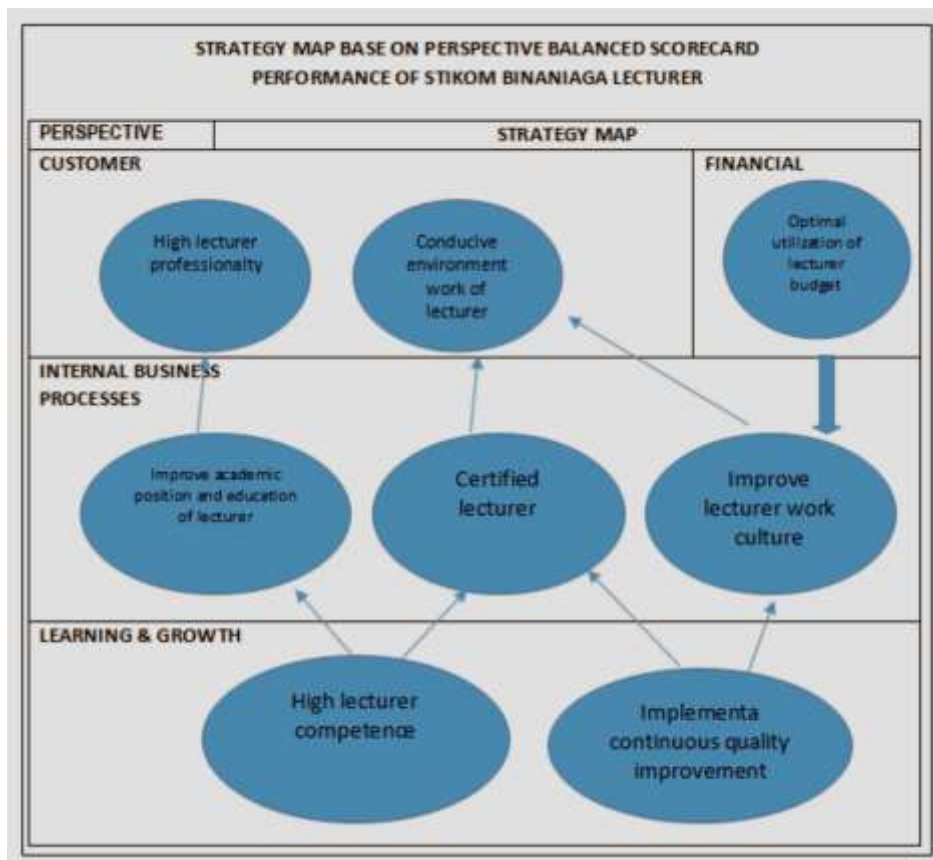 STRATEGY MAP BASE ON PERSPECTIVE BALANCED SCORECARD
PERFORMANCE OF STIKOM BINANIAGA LECTURER
PERSPECTIVE
STRATEGY MAP
CUSTOMER
FINANCIAL
High lecturer
professionalty
Conducive
environment
work of
lecturer
Optimal
utilization of
lecturer
budget
INTERNAL BUSINESS
PROCESSES
Improve academic
position and education
of lecturer
Certified
lecturer
Improve
lecturer work
culture
LEARNING & GROWTH
High lecturer
competence
Implementa
continuous quality
improvement